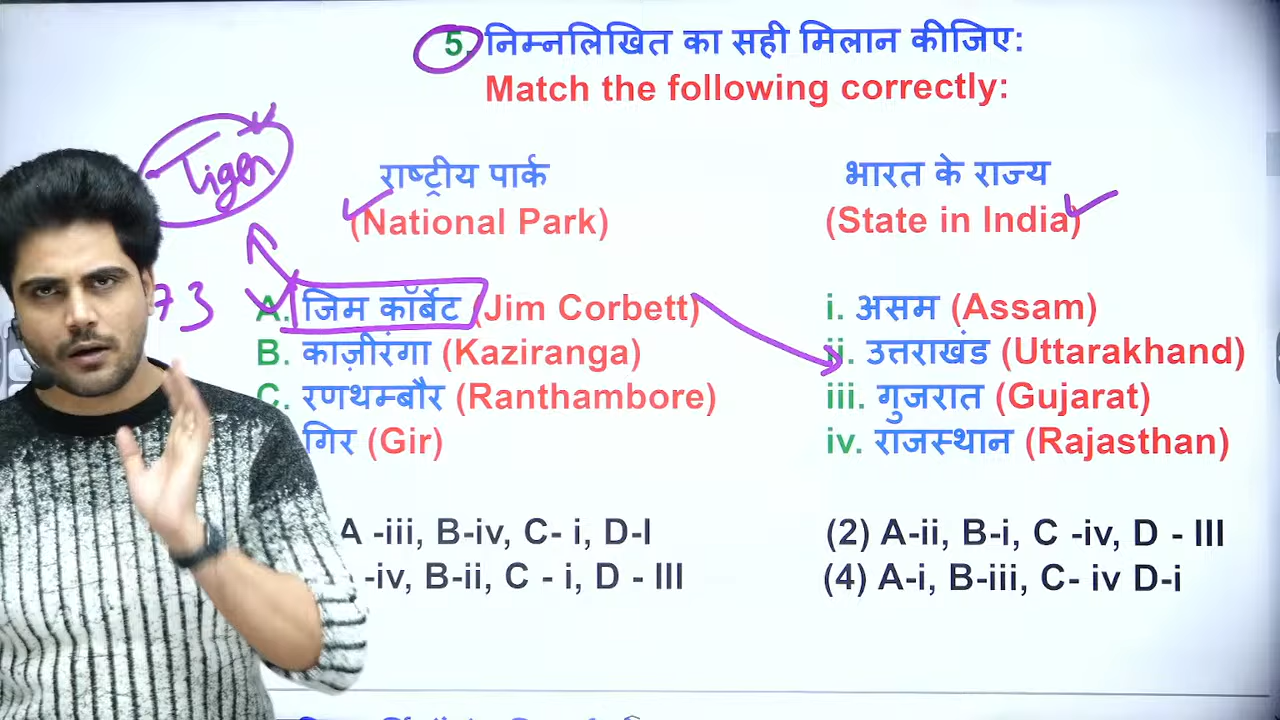 5. निम्नलिखित का सही मिलान कीजिए:
Match the following correctly:
Tiger
राष्ट्रीय पार्क
(National Park)
भारत के राज्य
(State in India)
73
A. जिम कॉर्बेट (Jim Corbett)
i. असम (Assam)
B. काज़ीरंगा (Kaziranga)
ii. उत्तराखंड (Uttarakhand)
C. रणथम्बौर (Ranthambore)
iii. गुजरात (Gujarat)
गिर (Gir)
iv. राजस्थान (Rajasthan)
A -iii, B-iv, C- i, D-I
(2) A-ii, B-i, C -iv, D - III
-iv, B-ii, C - i, D - III
(4) A-i, B-iii, C- iv D-i